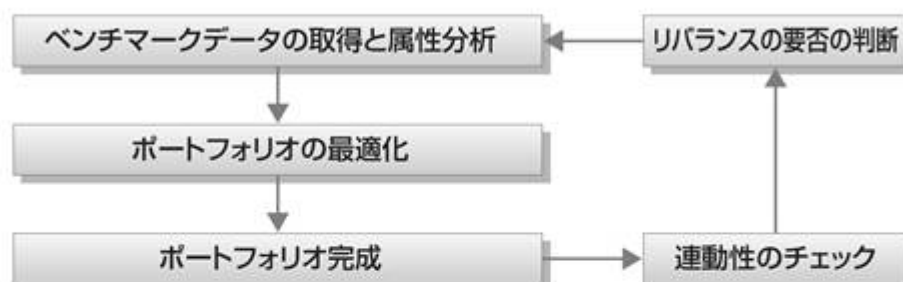 ベンチマークデータの取得と属性分析
リバランスの要否の判断
ポートフォリオの最適化
ポートフォリオ完成
連動性のチェック